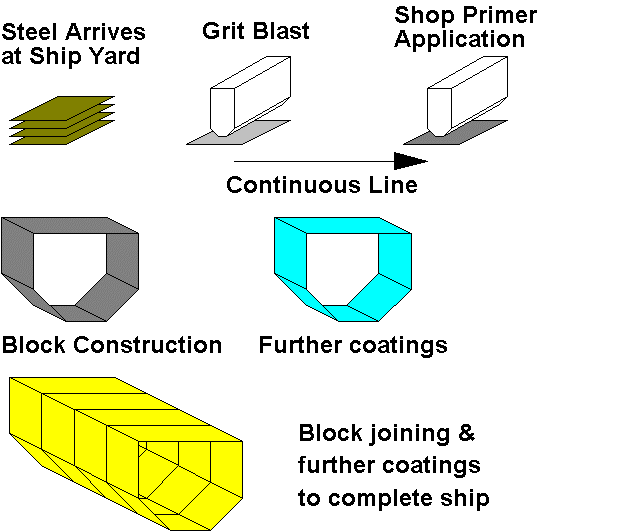 Steel Arrives
at Ship Yard
Grit Blast
Shop Primer
Application
Continuous Line
Block Construction
Further coatings
Block joining &
further coatings
to complete ship